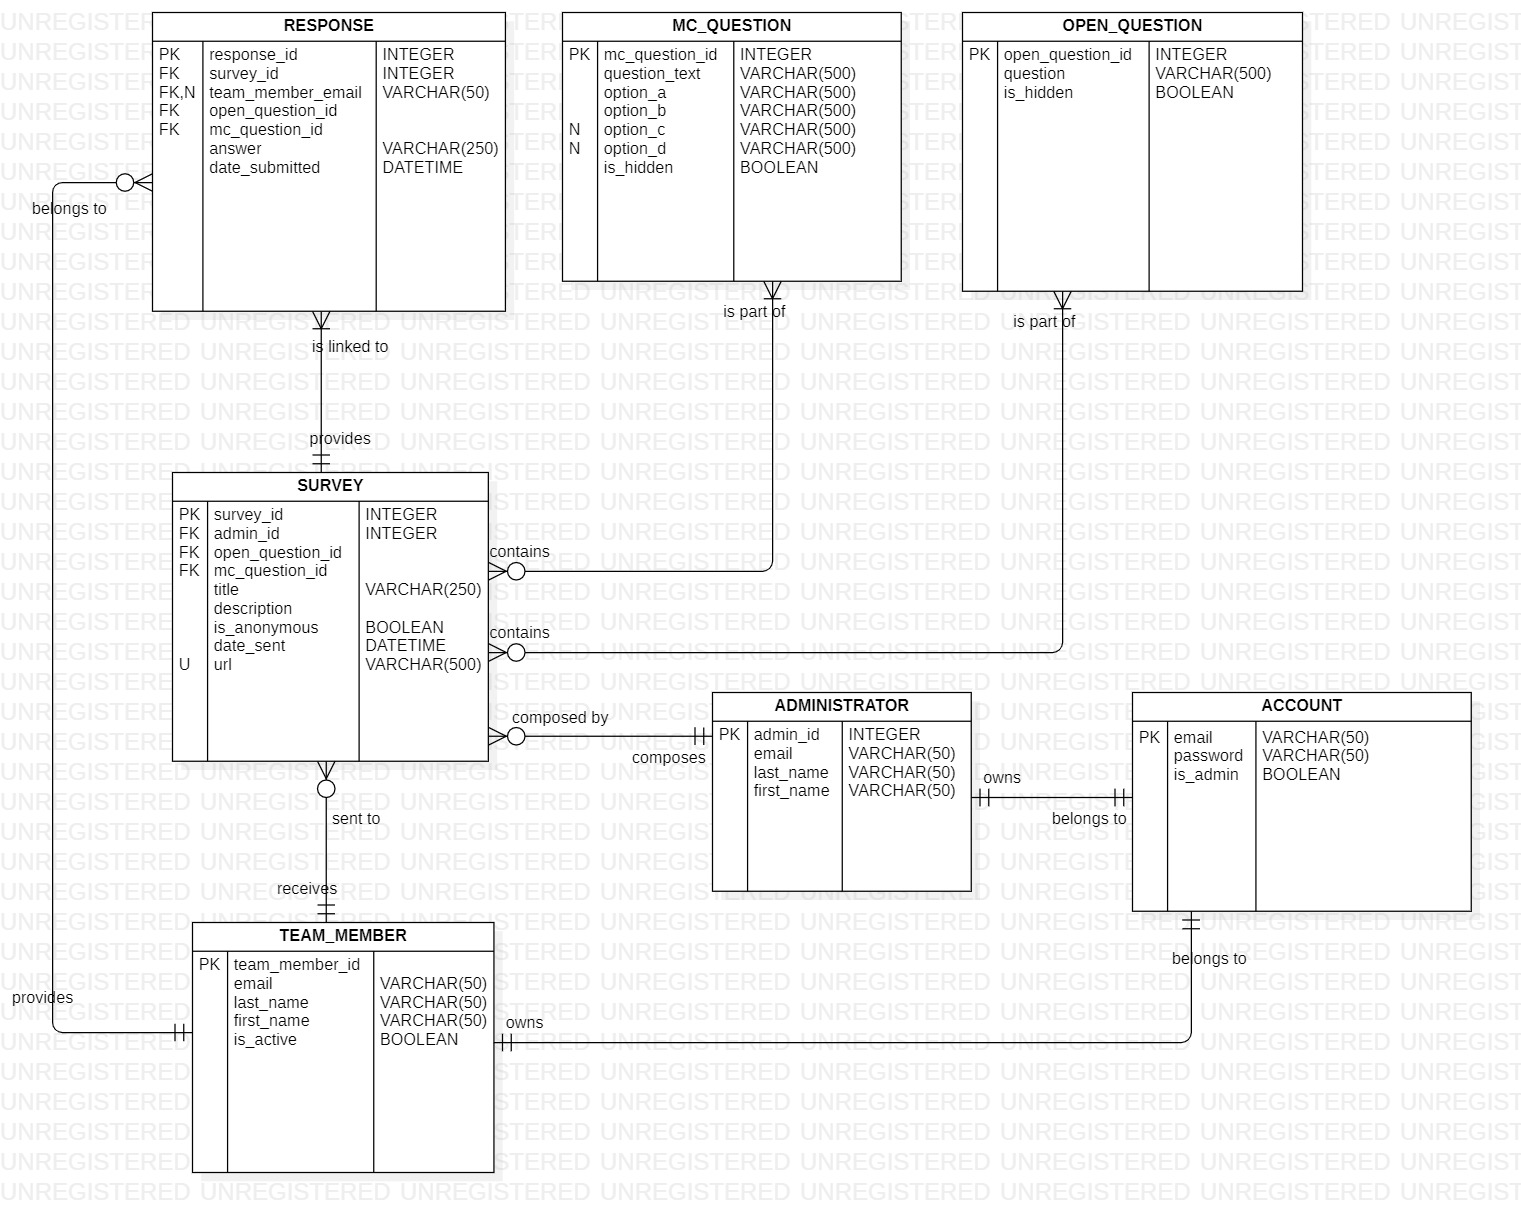 RESPONSE
PK response_id INTEGER
FK survey_id INTEGER
FK,N team_member_email VARCHAR(50)
FK open_question_id
FK mc_question_id
answer VARCHAR(250)
date_submitted DATETIME
MC_QUESTION
PK mc_question_id INTEGER
question_text VARCHAR(500)
option_a VARCHAR(500)
option_b VARCHAR(500)
N option_c VARCHAR(500)
N option_d VARCHAR(500)
is_hidden BOOLEAN
OPEN_QUESTION
PK open_question_id INTEGER
question VARCHAR(500)
is_hidden BOOLEAN
belongs to
is part of
is part of
is linked to
provides
SURVEY
PK survey_id INTEGER
FK admin_id INTEGER
FK open_question_id
FK mc_question_id
title VARCHAR(250)
description
is_anonymous BOOLEAN
date_sent DATETIME
U url VARCHAR(500)
contains
contains
composed by
composes
ADMINISTRATOR
PK admin_id INTEGER
email VARCHAR(50)
last_name VARCHAR(50)
first_name VARCHAR(50)
owns
belongs to
ACCOUNT
PK email VARCHAR(50)
password VARCHAR(50)
is_admin BOOLEAN
sent to
receives
belongs to
TEAM_MEMBER
PK team_member_id
email VARCHAR(50)
last_name VARCHAR(50)
first_name VARCHAR(50)
is_active BOOLEAN
provides
owns
UNREGISTERED